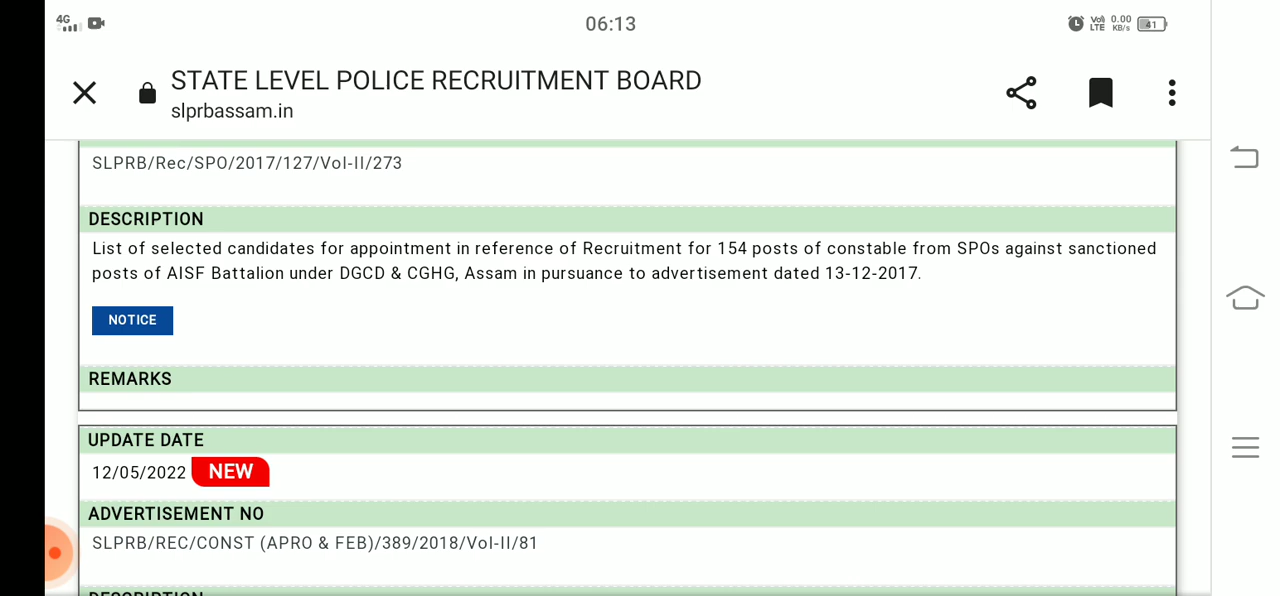 4G 06:13 Vo) LTE 0.00 KB/s 41
STATE LEVEL POLICE RECRUITMENT BOARD
slprbassam.in
SLPRB/Rec/SPO/2017/127/Vol-II/273
DESCRIPTION
List of selected candidates for appointment in reference of Recruitment for 154 posts of constable from SPOs against sanctioned
posts of AISF Battalion under DGCD & CGHG, Assam in pursuance to advertisement dated 13-12-2017.
NOTICE
REMARKS
UPDATE DATE
12/05/2022 NEW
ADVERTISEMENT NO
SLPRB/REC/CONST (APRO & FEB)/389/2018/Vol-II/81
DESCRIPTION